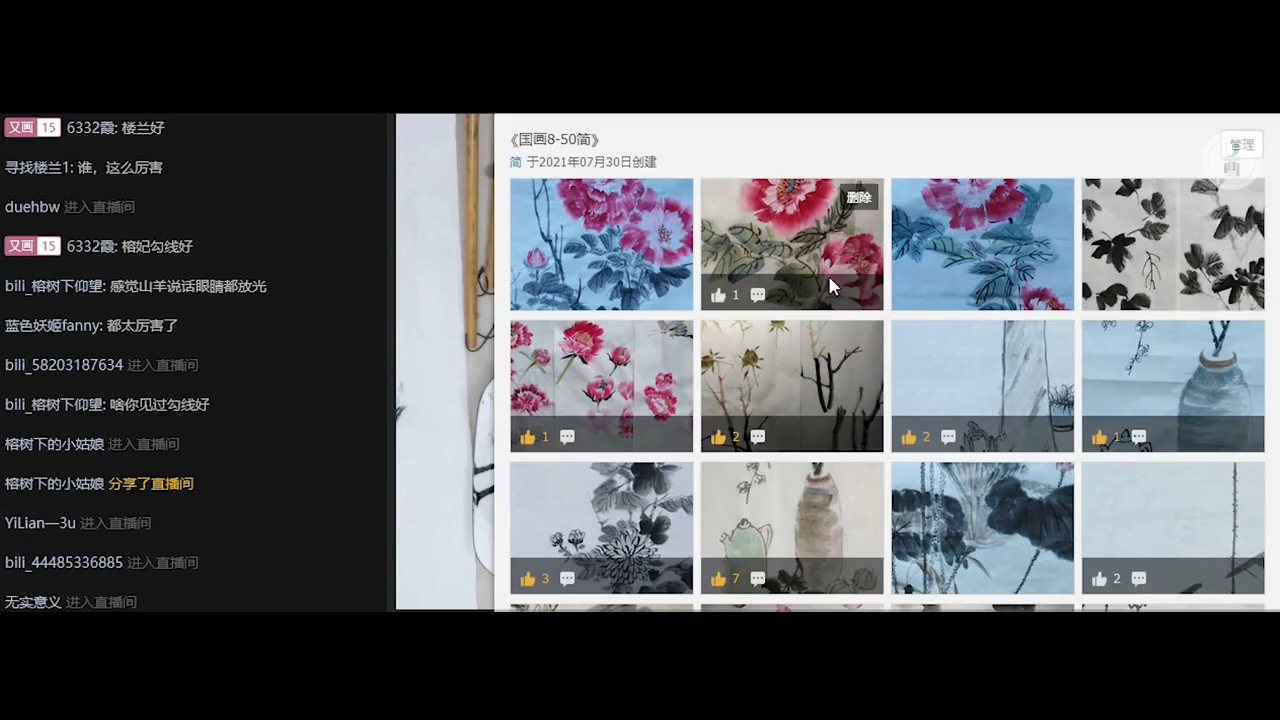 又画 15 6332霞: 楼兰好
寻找楼兰1: 谁，这么厉害
duehbw 进入直播间
又画 15 6332霞: 榕妃勾线好
bili_榕树下仰望: 感觉山羊说话眼睛都放光
蓝色妖姬fanny: 都太厉害了
bili_58203187634 进入直播间
bili_榕树下仰望: 啥你见过勾线好
榕树下的小姑娘 进入直播间
榕树下的小姑娘 分享了直播间
YiLian—3u 进入直播间
bili_44485336885 进入直播间
无实意义 进入直播间
《国画8-50简》
简 于2021年07月30日创建
管理
删除
1
1
2
2
1
3
7
2